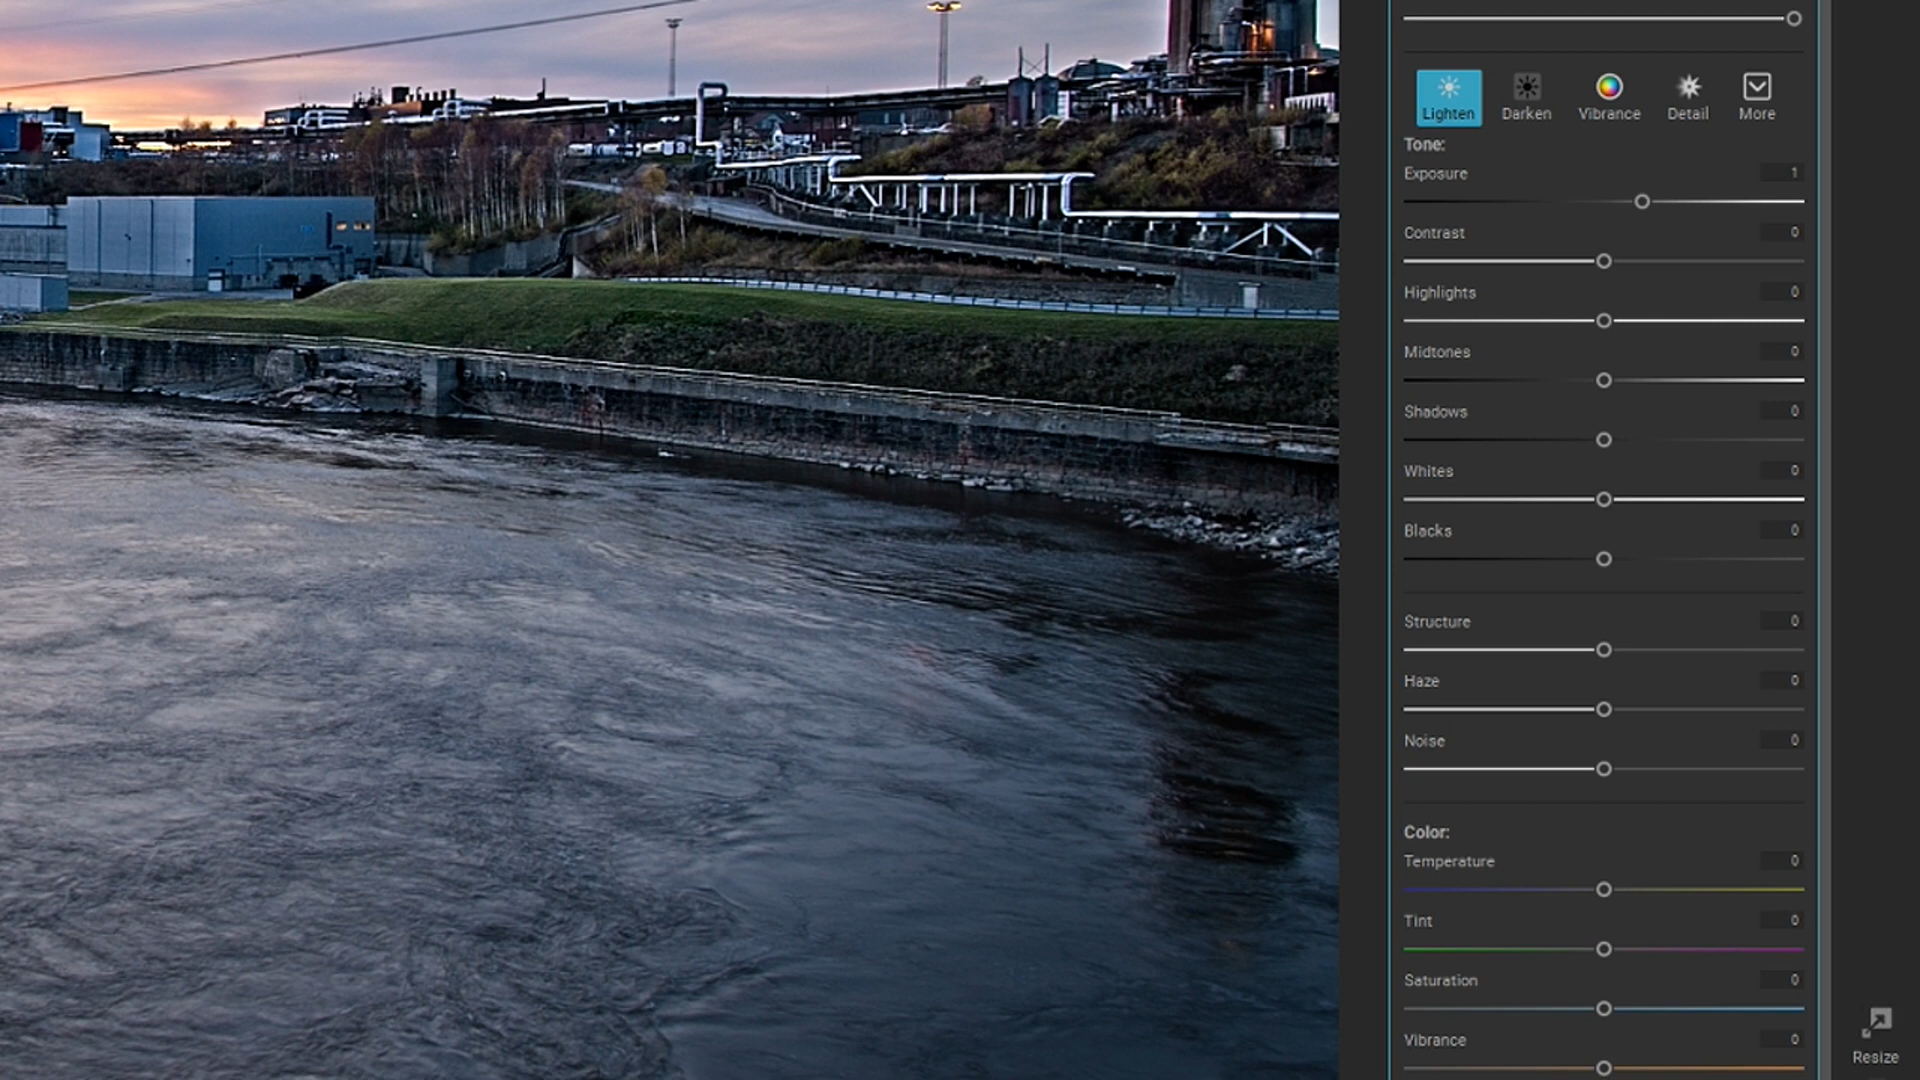 Lighten Darken Vibrance Detail More
Tone:
Exposure 1
Contrast 0
Highlights 0
Midtones 0
Shadows 0
Whites 0
Blacks 0
Structure 0
Haze 0
Noise 0
Color:
Temperature 0
Tint 0
Saturation 0
Vibrance 0
Resize